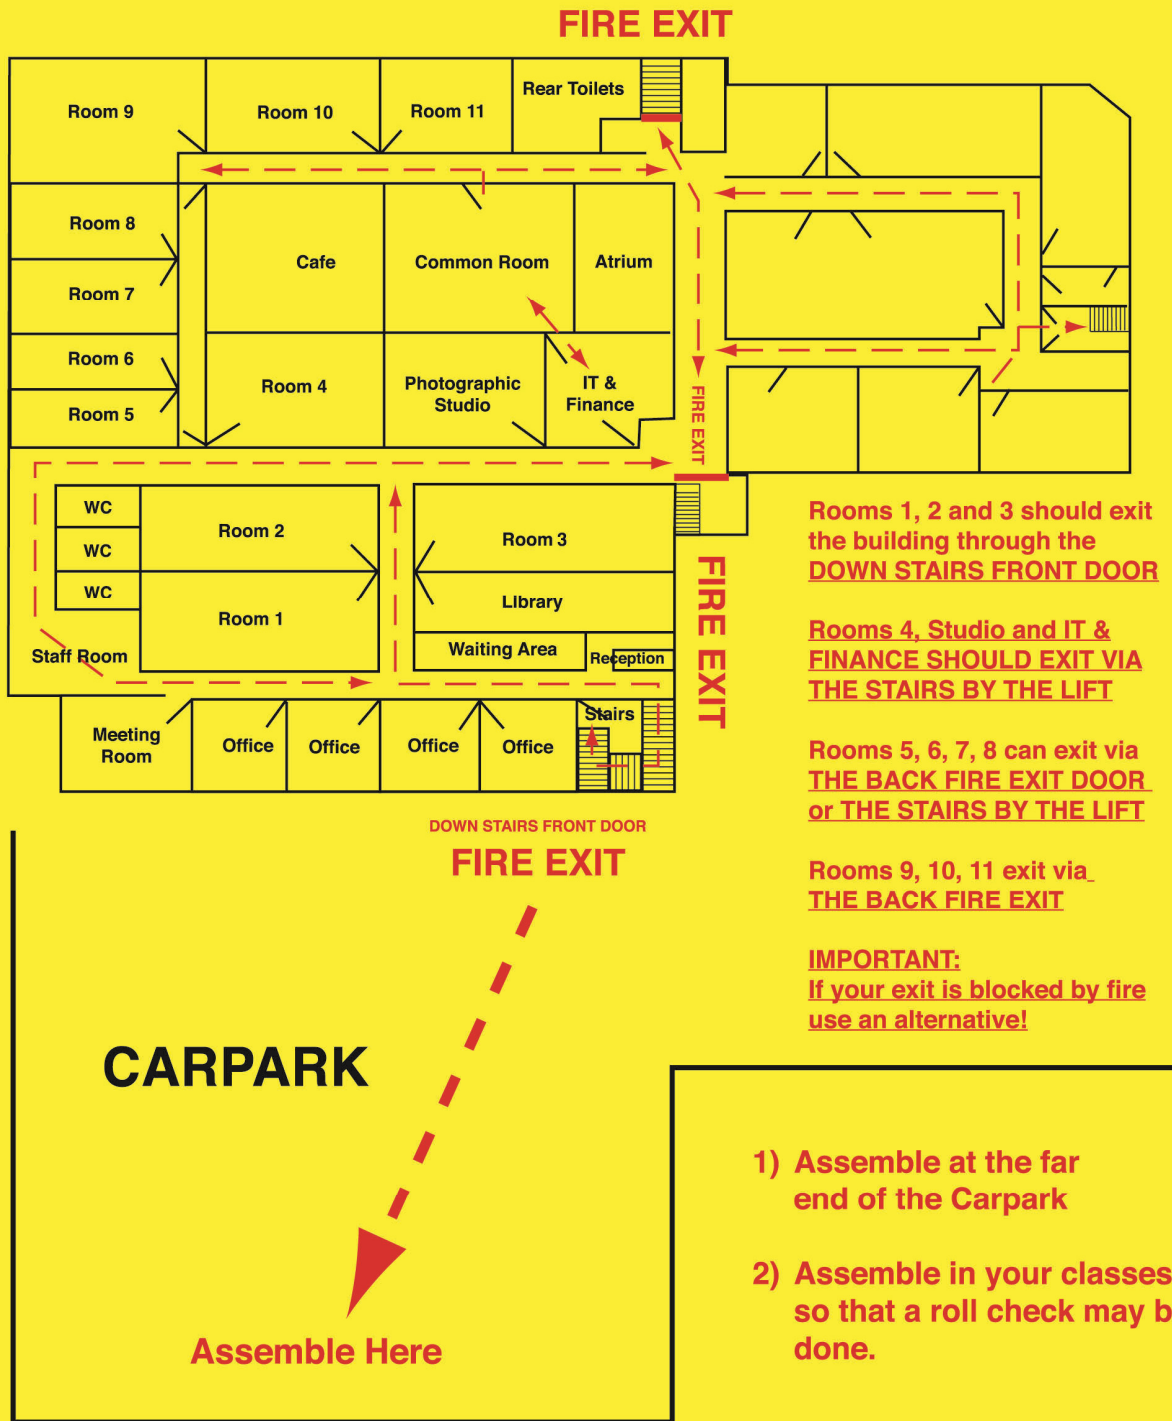 FIRE EXIT
Rear Toilets
Room 9
Room 10
Room 11
Room 8
Cafe
Common Room
Atrium
Room 7
Room 6
Room 4
Photographic
Studio
IT &
Finance
Room 5
FIRE EXIT
WC
Room 2
WC
Room 3
WC
Library
Room 1
Waiting Area
Reception
Staff Room
Stairs
Meeting
Room
Office
Office
Office
Office
FIRE EXIT
Rooms 1, 2 and 3 should exit
the building through the
DOWN STAIRS FRONT DOOR
Rooms 4, Studio and IT &
FINANCE SHOULD EXIT VIA
THE STAIRS BY THE LIFT
Rooms 5, 6, 7, 8 can exit via
THE BACK FIRE EXIT DOOR
or THE STAIRS BY THE LIFT
Rooms 9, 10, 11 exit via
THE BACK FIRE EXIT
IMPORTANT:
If your exit is blocked by fire
use an alternative!
DOWN STAIRS FRONT DOOR
FIRE EXIT
CARPARK
Assemble Here
1) Assemble at the far
end of the Carpark
2) Assemble in your classes
so that a roll check may b
done.